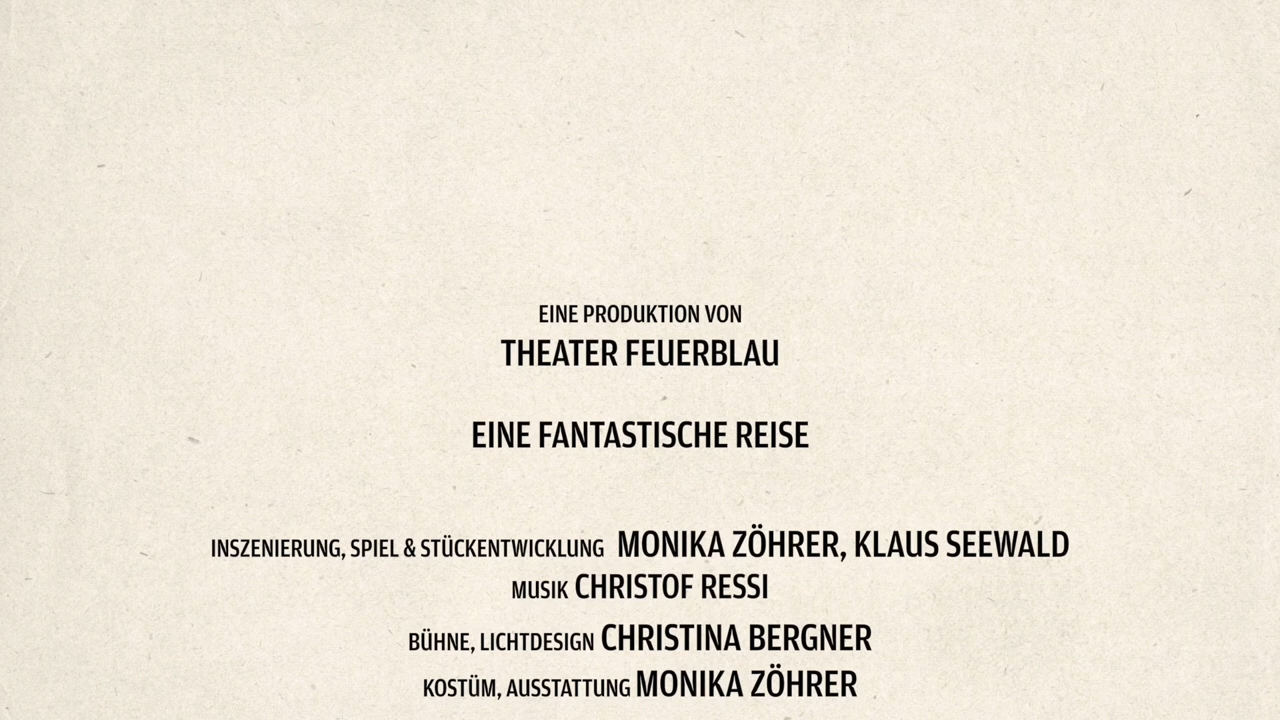 EINE PRODUKTION VON
THEATER FEUERBLAU
EINE FANTASTISCHE REISE
INSZENIERUNG, SPIEL & STÜCKENTWICKLUNG MONIKA ZÖHRER, KLAUS SEEWALD
MUSIK CHRISTOF RESSI
BÜHNE, LICHTDESIGN CHRISTINA BERGNER
KOSTÜM, AUSSTATTUNG MONIKA ZÖHRER